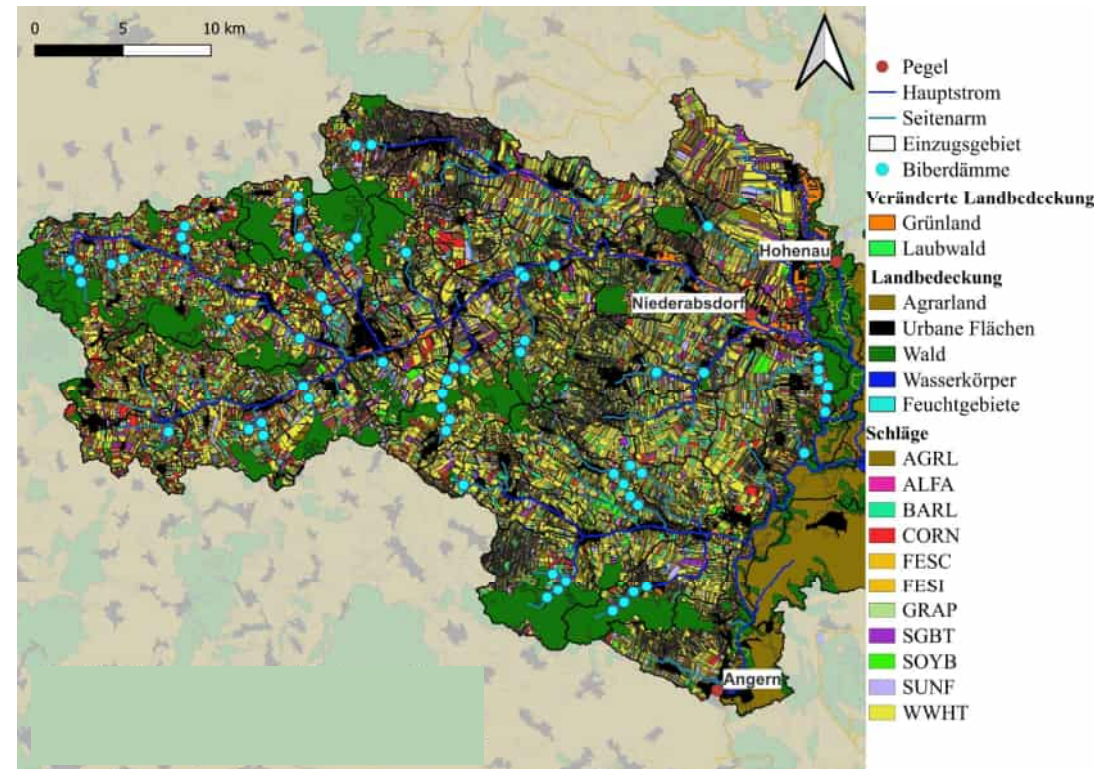 0 5 10 km
Pegel
Hauptstrom
Seitenarm
Einzugsgebiet
Biberdämme
Veränderte Landbedeckung
Grünland
Laubwald
Landbedeckung
Agrarland
Urbane Flächen
Wald
Wasserkörper
Feuchtgebiete
Schläge
AGRL
ALFA
BARL
CORN
FESC
FESI
GRAP
SGBT
SOYB
SUNF
WWHT
Hohenau
Niederabsdorf
Angern